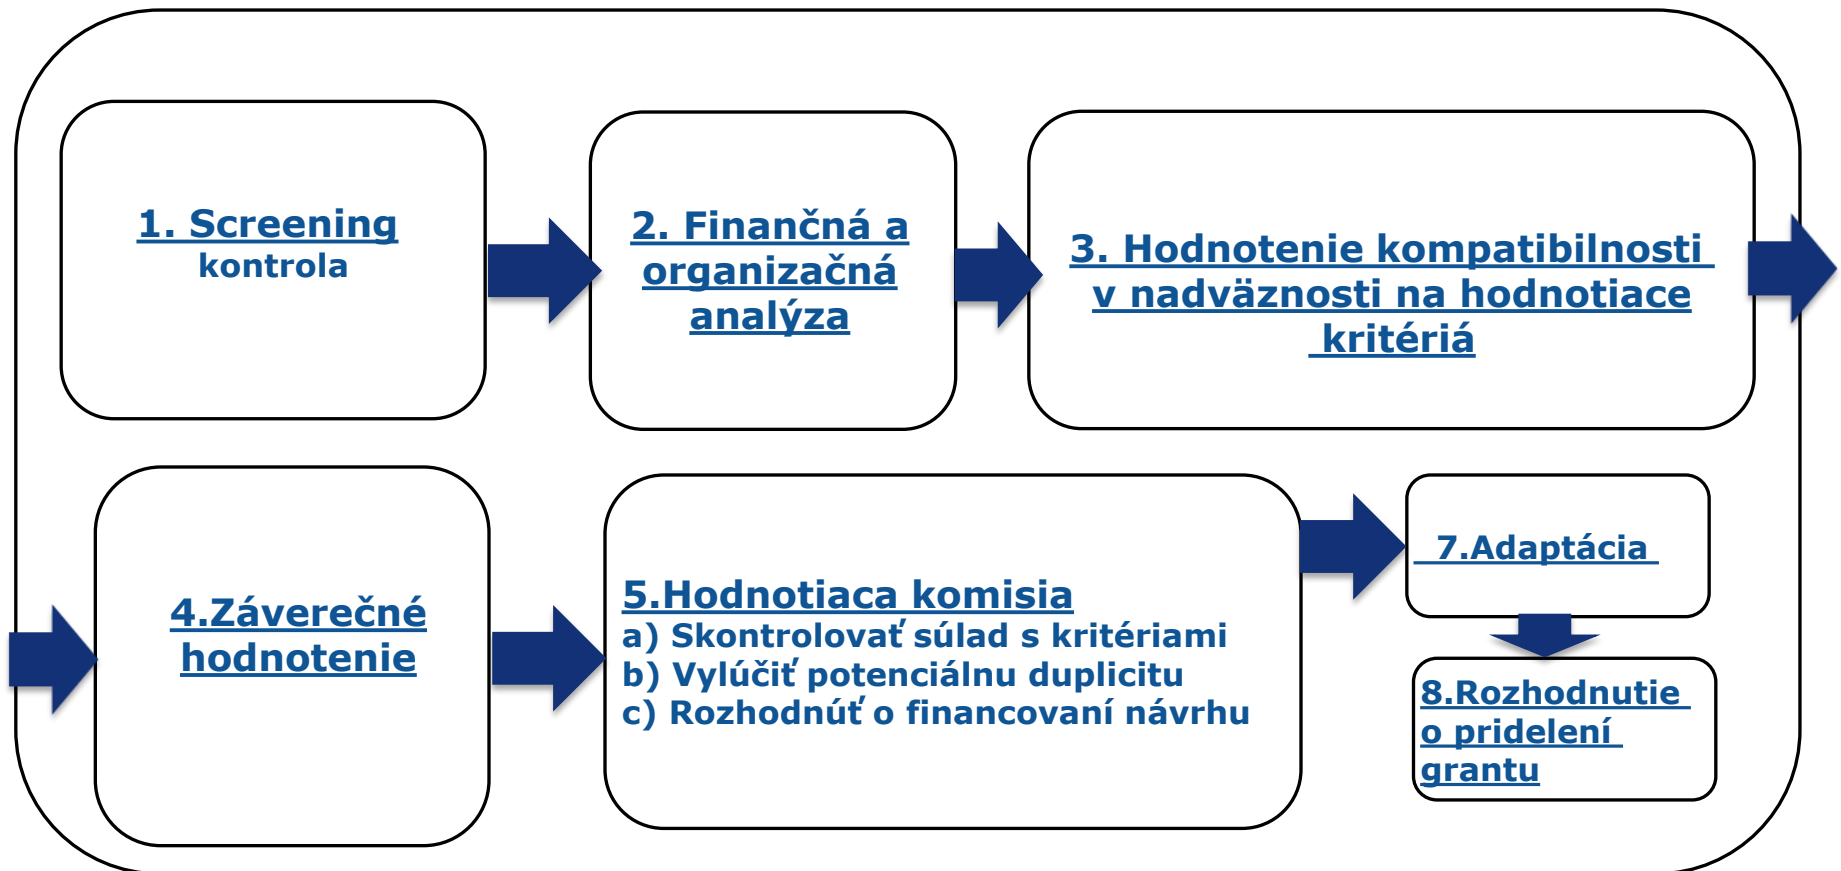 1. Screening
kontrola
2. Finančná a
organizačná
analýza
3. Hodnotenie kompatibilnosti
v nadväznosti na hodnotiace
kritériá
4.Záverečné
hodnotenie
5.Hodnotiaca komisia
a) Skontrolovať súlad s kritériami
b) Vylúčiť potenciálnu duplicitu
c) Rozhodnúť o financovaní návrhu
7.Adaptácia
8.Rozhodnutie
o pridelení
grantu